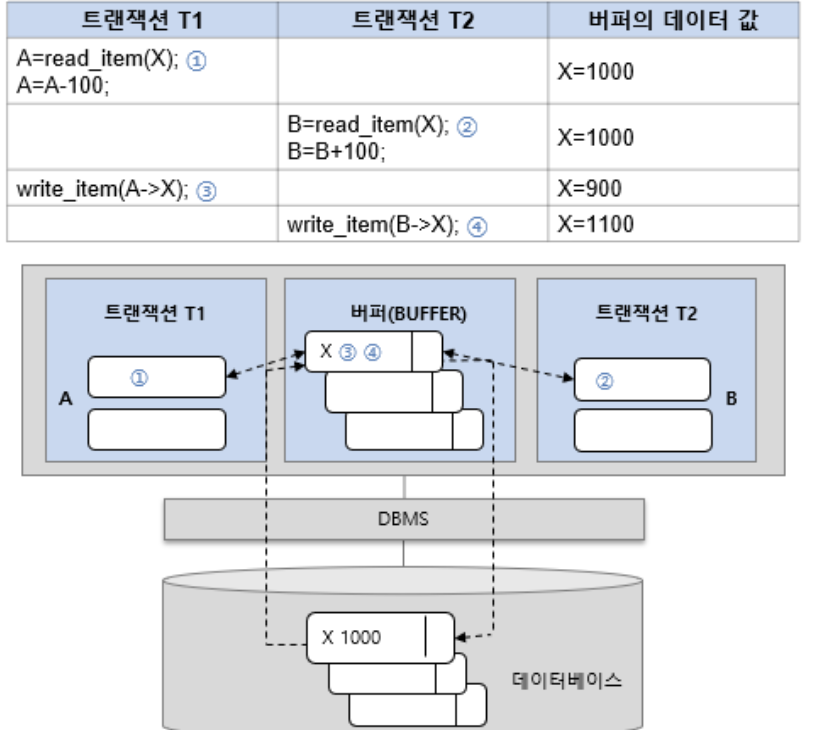 트랜잭션 T1 트랜잭션 T2 버퍼의 데이터 값
A=read_item(X); ①
A=A-100;
X=1000
B=read_item(X); ②
B=B+100;
X=1000
write_item(A->X); ③ X=900
write_item(B->X); ④ X=1100
트랜잭션 T1 버퍼(BUFFER) 트랜잭션 T2
X ③ ④
① ②
A B
DBMS
X 1000
데이터베이스